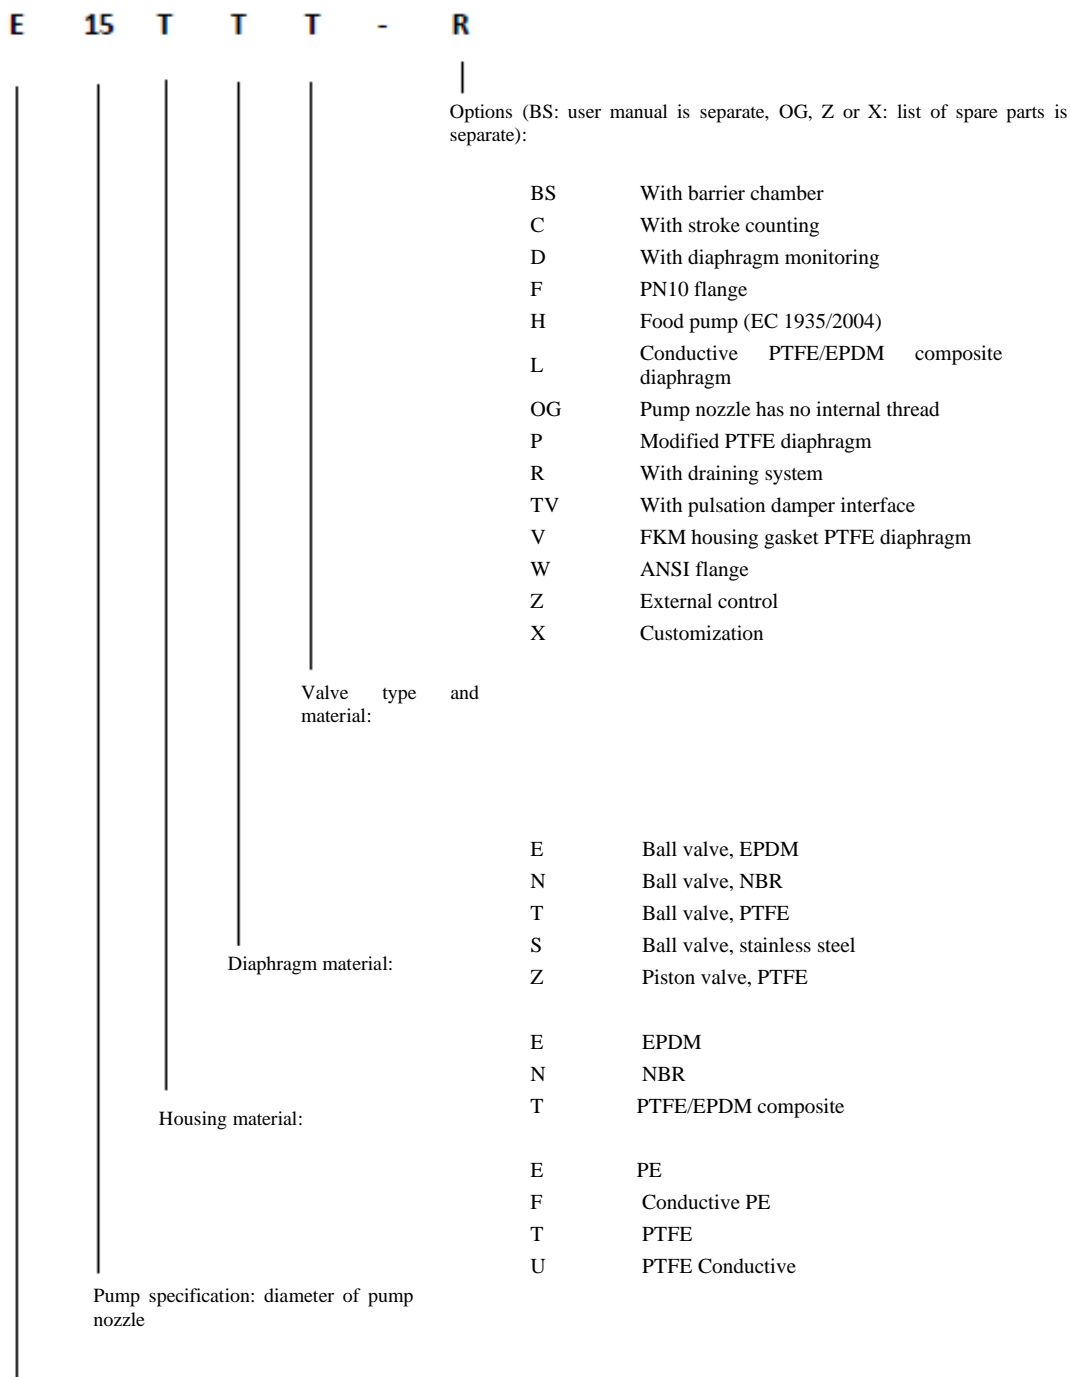 E 15 T T T - R
Options (BS: user manual is separate, OG, Z or X: list of spare parts is
separate):
BS With barrier chamber
C With stroke counting
D With diaphragm monitoring
F PN10 flange
H Food pump (EC 1935/2004)
L Conductive PTFE/EPDM composite
diaphragm
OG Pump nozzle has no internal thread
P Modified PTFE diaphragm
R With draining system
TV With pulsation damper interface
V FKM housing gasket PTFE diaphragm
W ANSI flange
Z External control
X Customization
Valve type and
material:
E Ball valve, EPDM
N Ball valve, NBR
T Ball valve, PTFE
S Ball valve, stainless steel
Z Piston valve, PTFE
Diaphragm material:
E EPDM
N NBR
T PTFE/EPDM composite
Housing material:
E PE
F Conductive PE
T PTFE
U PTFE Conductive
Pump specification: diameter of pump
nozzle